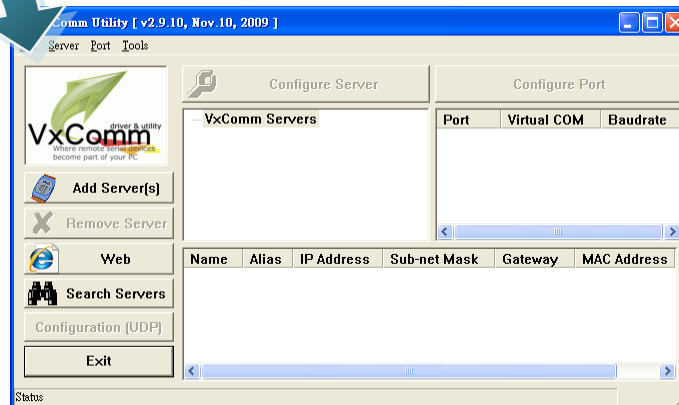 Comm Utility [ v2.9.10, Nov.10, 2009 ]
Server Port Tools
VxComm
driver & utility
Where remote serial devices
become part of your PC
Configure Server
Configure Port
VxComm Servers
Port Virtual COM Baudrate
Add Server(s)
Remove Server
Web
Search Servers
Configuration (UDP)
Exit
Name Alias IP Address Sub-net Mask Gateway MAC Address
Status